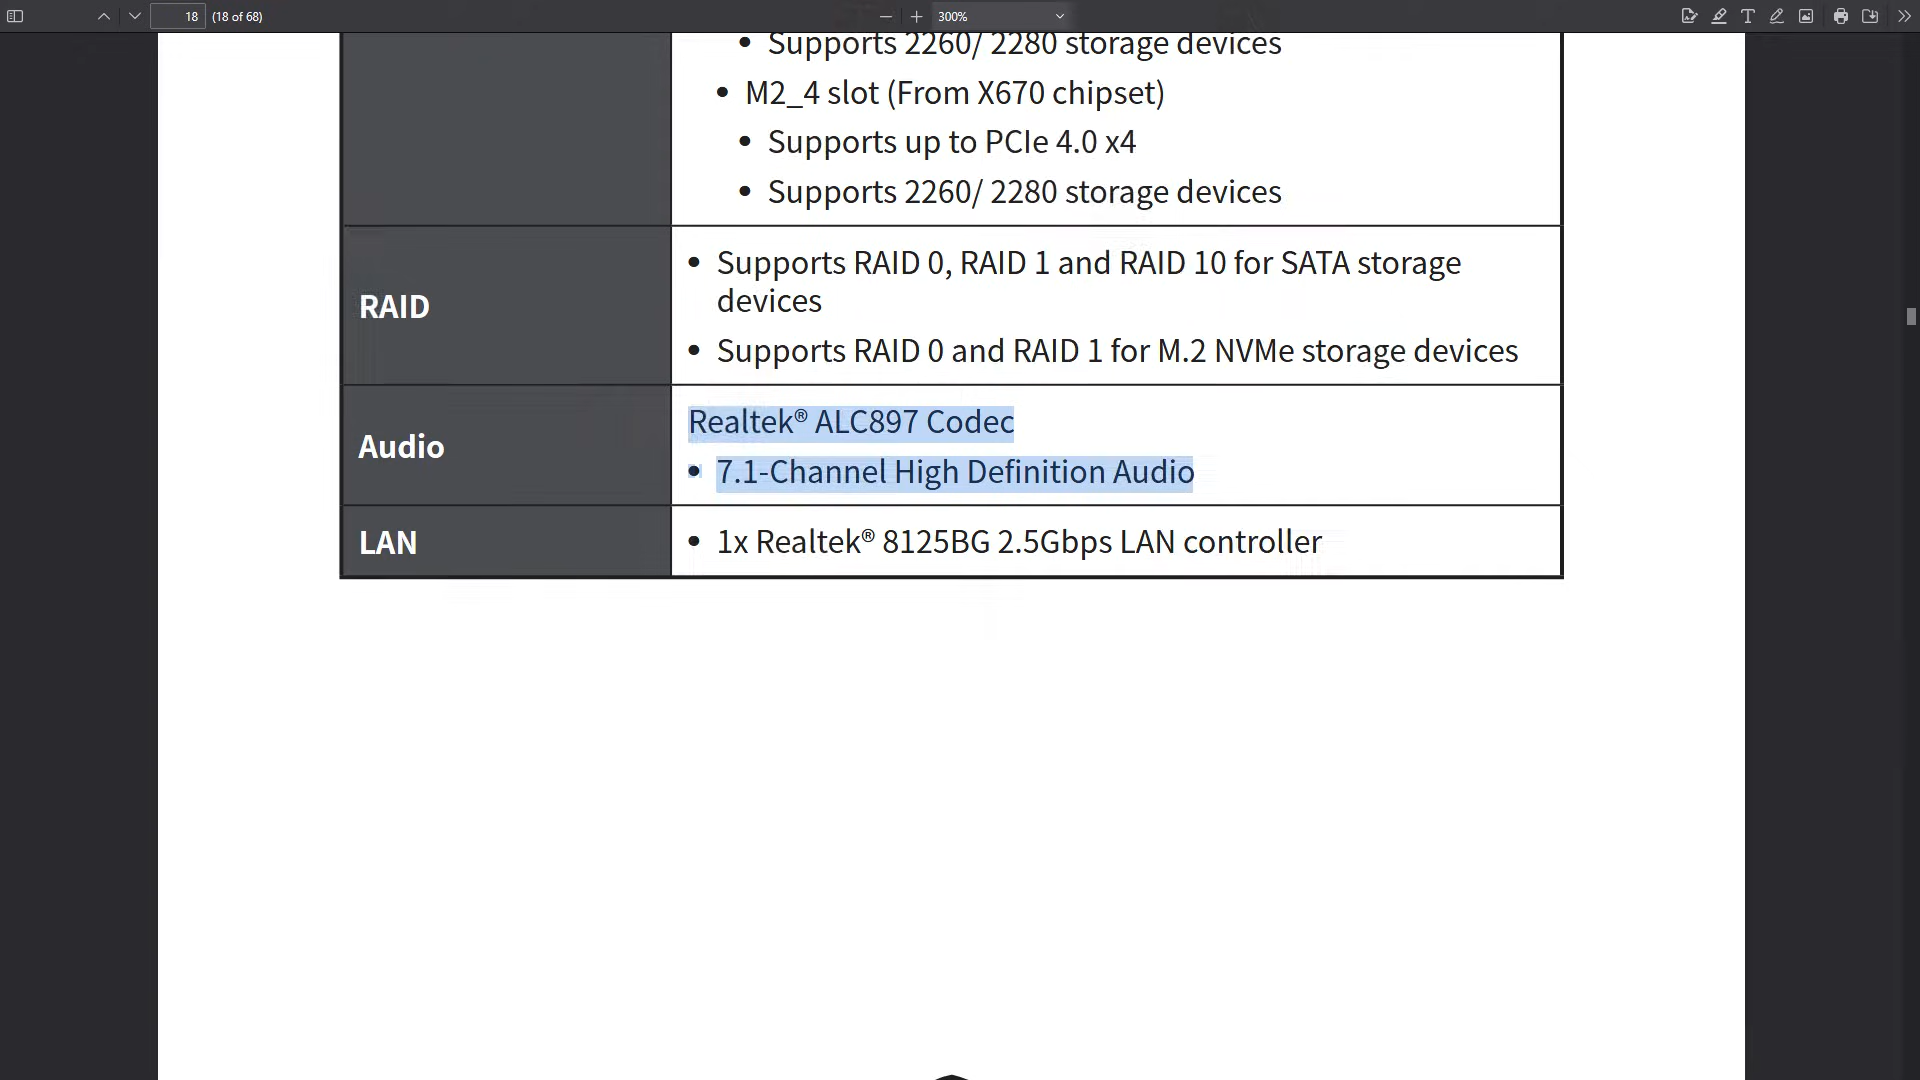 18
(18 of 68)
300%
• Supports 2260/ 2280 storage devices
• M2_4 slot (From X670 chipset)
• Supports up to PCIe 4.0 x4
• Supports 2260/ 2280 storage devices
RAID
• Supports RAID 0, RAID 1 and RAID 10 for SATA storage
devices
• Supports RAID 0 and RAID 1 for M.2 NVMe storage devices
Audio
Realtek® ALC897 Codec
• 7.1-Channel High Definition Audio
LAN
• 1x Realtek® 8125BG 2.5Gbps LAN controller